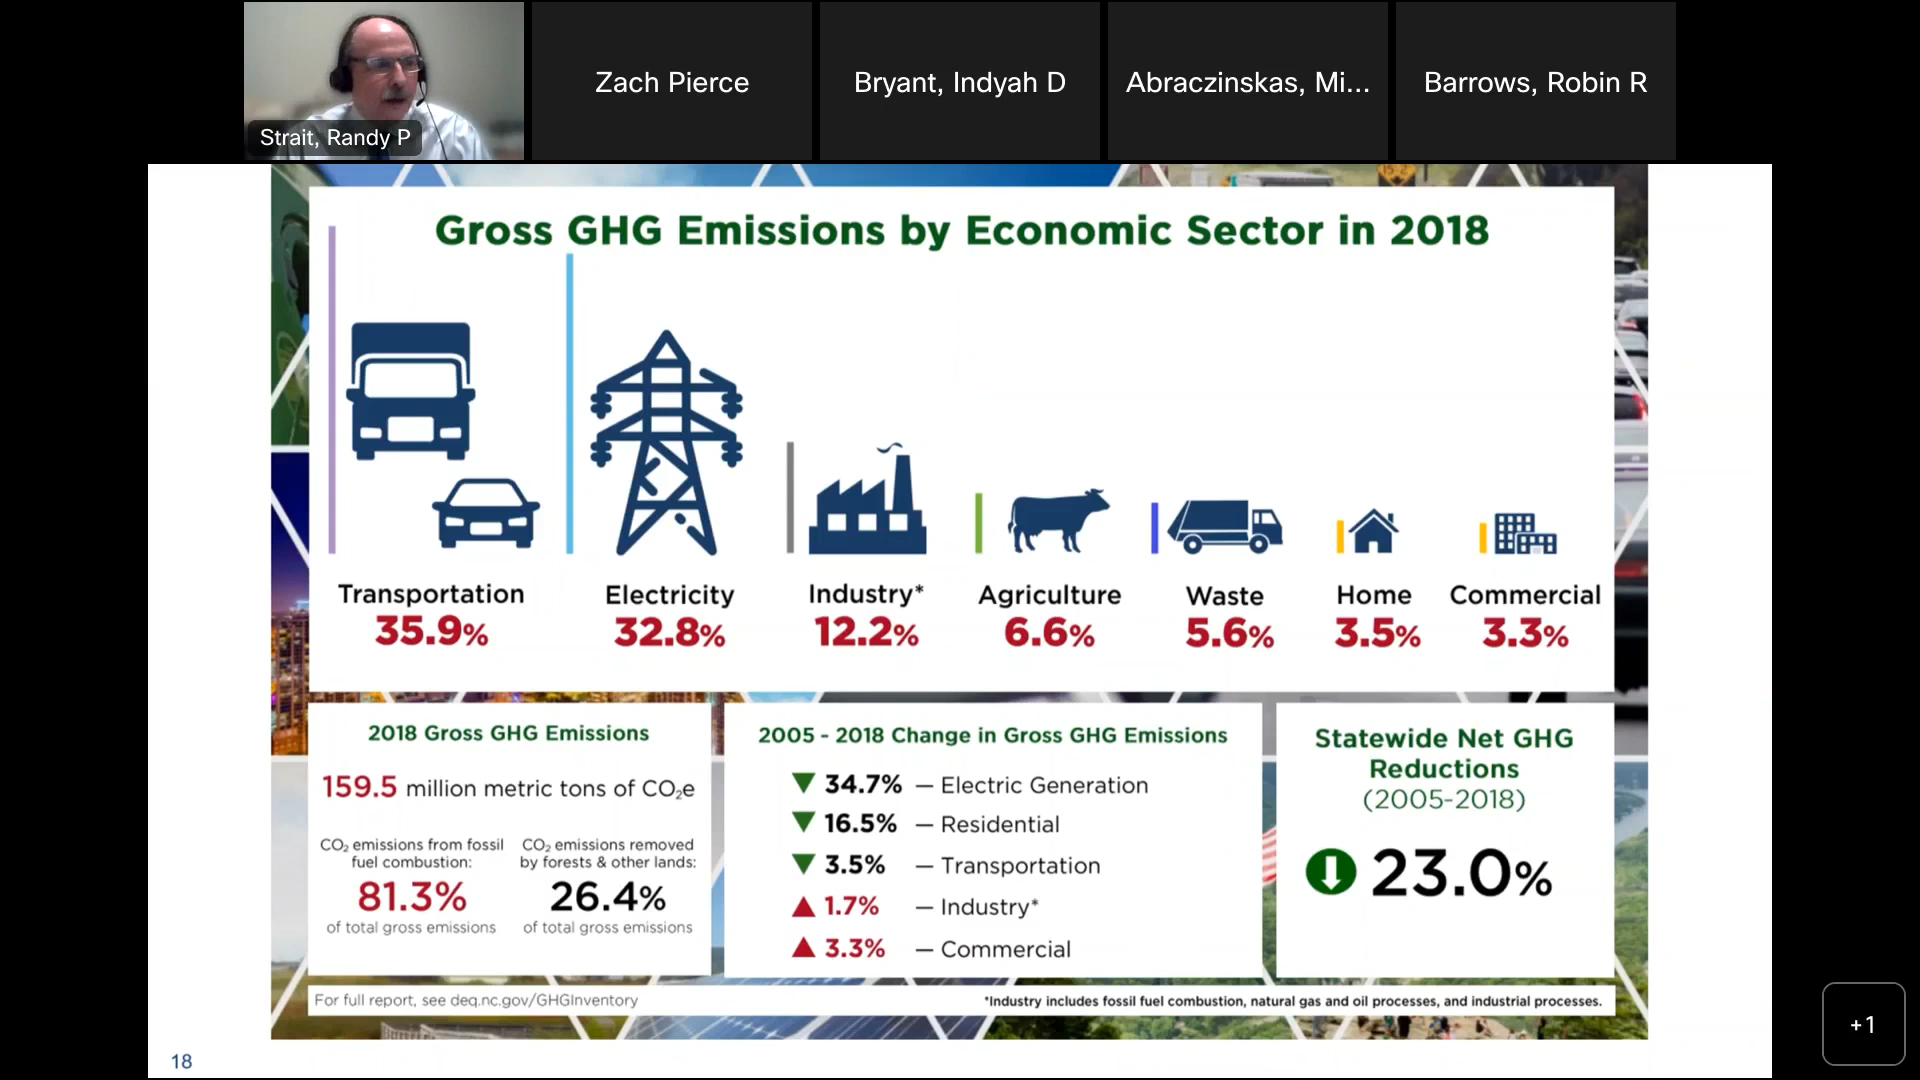 Strait, Randy P
Zach Pierce
Bryant, Indyah D
Abraczinskas, Mi...
Barrows, Robin R
Gross GHG Emissions by Economic Sector in 2018
Transportation
35.9%
Electricity
32.8%
Industry*
12.2%
Agriculture
6.6%
Waste
5.6%
Home
3.5%
Commercial
3.3%
2018 Gross GHG Emissions
159.5 million metric tons of CO₂e
CO₂ emissions from fossil
fuel combustion:
81.3%
of total gross emissions
CO₂ emissions removed
by forests & other lands:
26.4%
of total gross emissions
2005 - 2018 Change in Gross GHG Emissions
▼ 34.7% — Electric Generation
▼ 16.5% — Residential
▼ 3.5% — Transportation
▲ 1.7% — Industry*
▲ 3.3% — Commercial
Statewide Net GHG
Reductions
(2005-2018)
23.0%
For full report, see deq.nc.gov/GHGInventory
*Industry includes fossil fuel combustion, natural gas and oil processes, and industrial processes.
18
+1